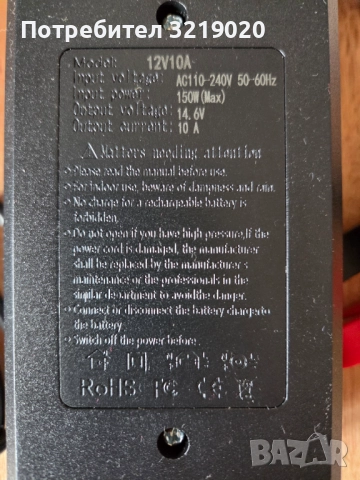 Потребител 3219020
Model: 12V10A
Input voltage: AC110-240V 50-60Hz
Input power: 150W(Max)
Output voltage: 14.6V
Output current: 10 A
Matters needing attention
• Please read the manual before use.
• For indoor use, beware of dampness and rain.
• No charge for a rechargeable battery is
forbidden.
• Do not open if you have high pressure,If the
power cord is damaged, the manufacturer
shall be replaced by the manufacturer's
maintenance or the professionals in the
similar department to avoid the danger.
• Connect or disconnect the battery charger to
the battery.
• Switch off the power before.
RoHS FC CE
BAZAR